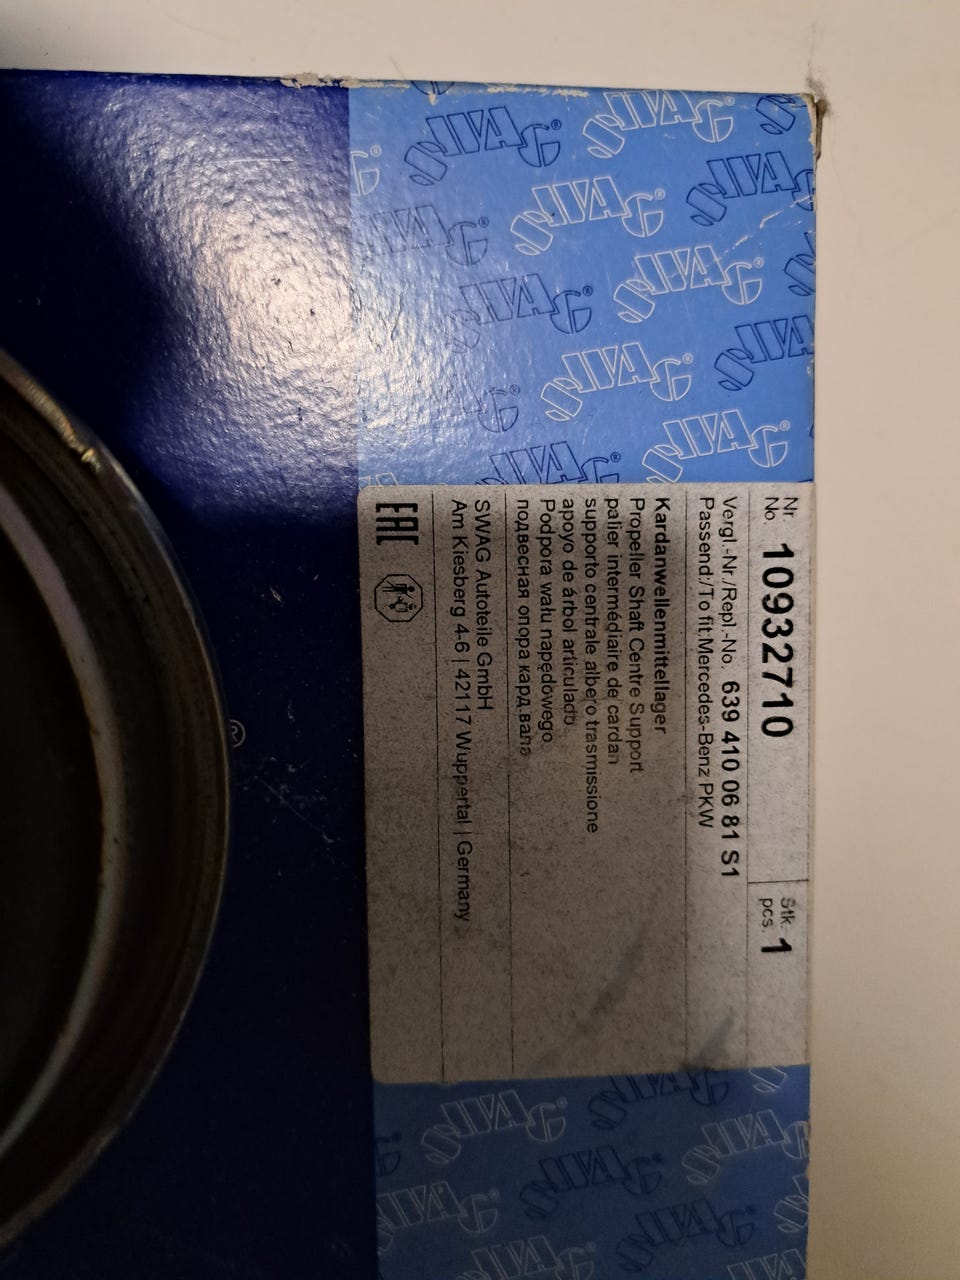 Nr.
No. 10932710
Stk.
pcs. 1
Vergl.-Nr./Repl.-No. 639 410 06 81 S1
Passend:/To fit:Mercedes-Benz PKW
Kardanwellenmittellager
Propeller Shaft Centre Support
palier intermédiaire de cardan
supporto centrale albero trasmissione
apoyo de árbol articulado
Podpora wału napędowego
подвесная опора кард.вала
SWAG Autoteile GmbH
Am Kiesberg 4-6 | 42117 Wuppertal | Germany
EAC
SWAG®